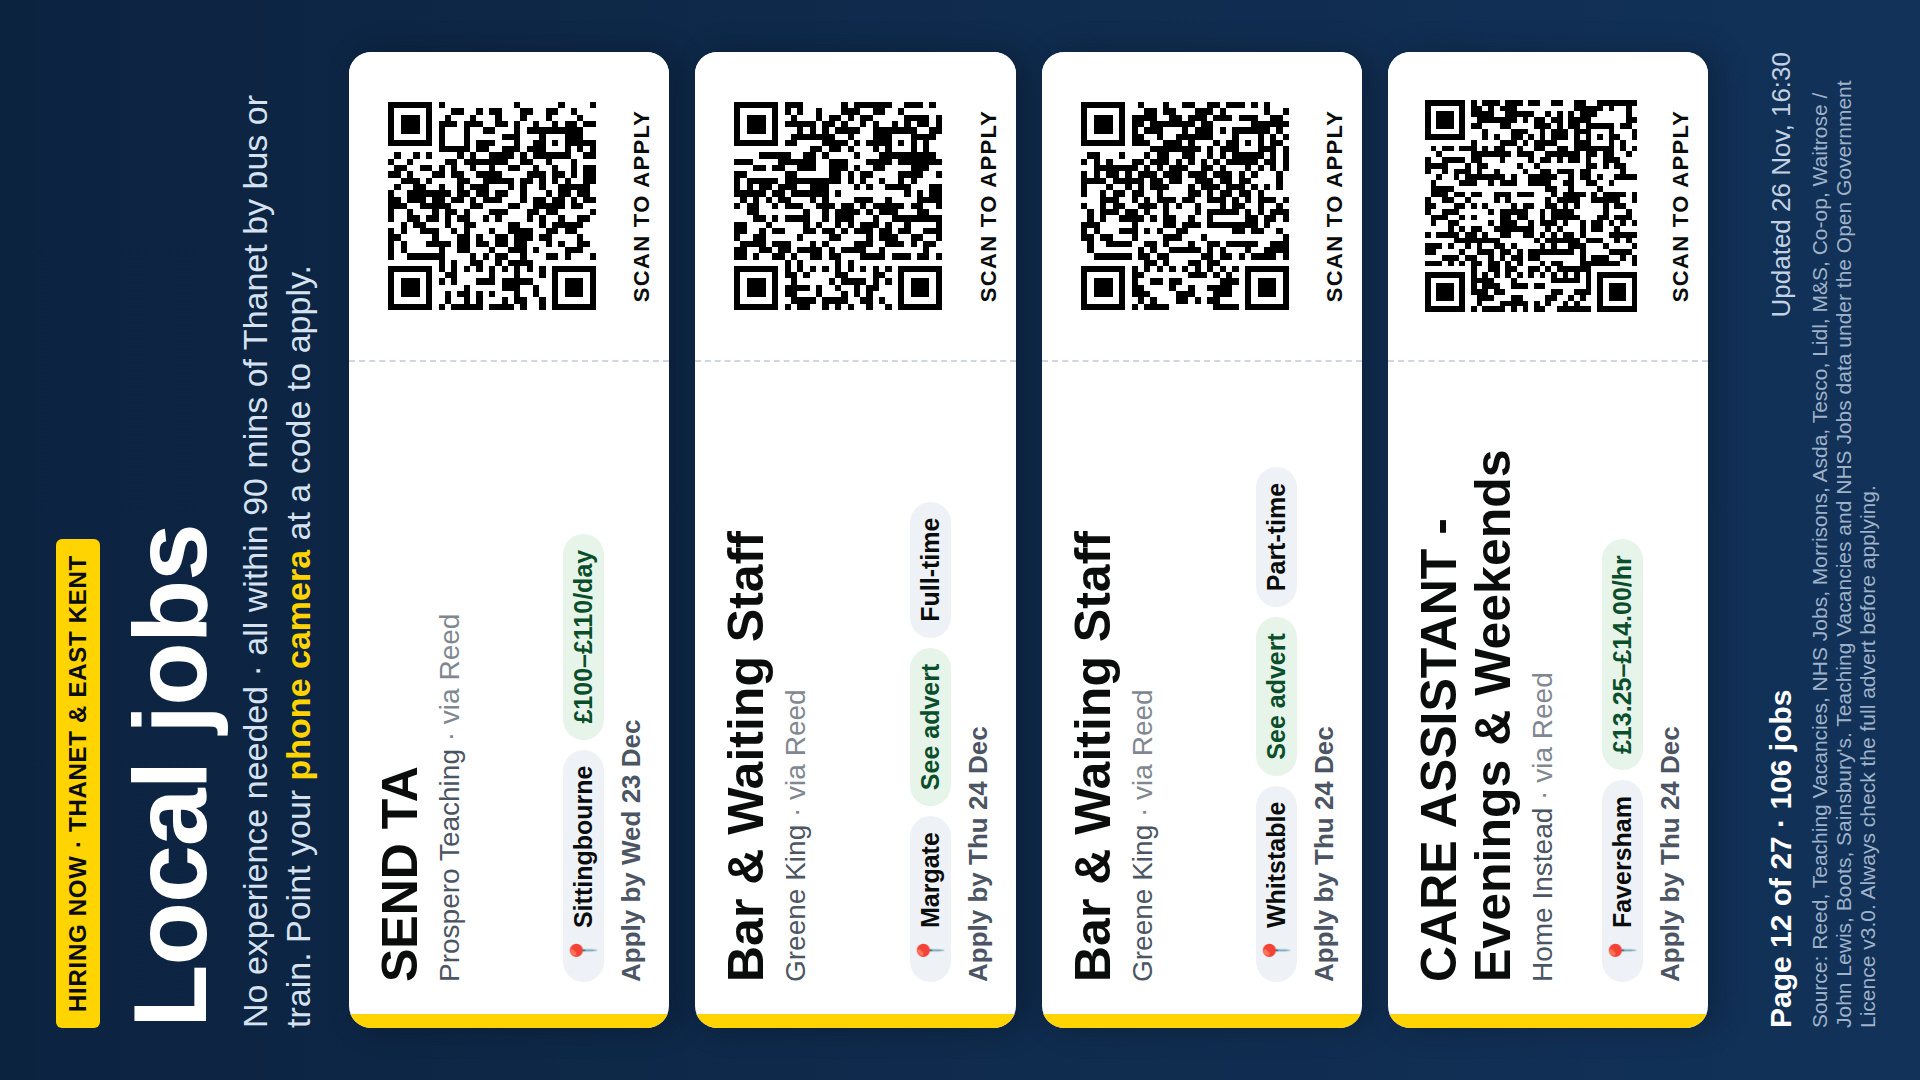 HIRING NOW · THANET & EAST KENT
Local jobs
No experience needed · all within 90 mins of Thanet by bus or
train. Point your phone camera at a code to apply.
SEND TA
Prospero Teaching · via Reed
📍 Sittingbourne £100–£110/day
Apply by Wed 23 Dec
SCAN TO APPLY
Bar & Waiting Staff
Greene King · via Reed
📍 Margate See advert Full-time
Apply by Thu 24 Dec
SCAN TO APPLY
Bar & Waiting Staff
Greene King · via Reed
📍 Whitstable See advert Part-time
Apply by Thu 24 Dec
SCAN TO APPLY
CARE ASSISTANT -
Evenings & Weekends
Home Instead · via Reed
📍 Faversham £13.25–£14.00/hr
Apply by Thu 24 Dec
SCAN TO APPLY
Page 12 of 27 · 106 jobs
Updated 26 Nov, 16:30
Source: Reed, Teaching Vacancies, NHS Jobs, Morrisons, Asda, Tesco, Lidl, M&S, Co-op, Waitrose /
John Lewis, Boots, Sainsbury's. Teaching Vacancies and NHS Jobs data under the Open Government
Licence v3.0. Always check the full advert before applying.